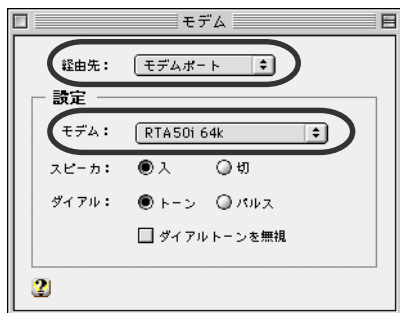 モデム
経由先： モデムポート
設定
モデム： RTA50i 64k
スピーカ： 入 切
ダイアル： トーン パルス
ダイアルトーンを無視
?